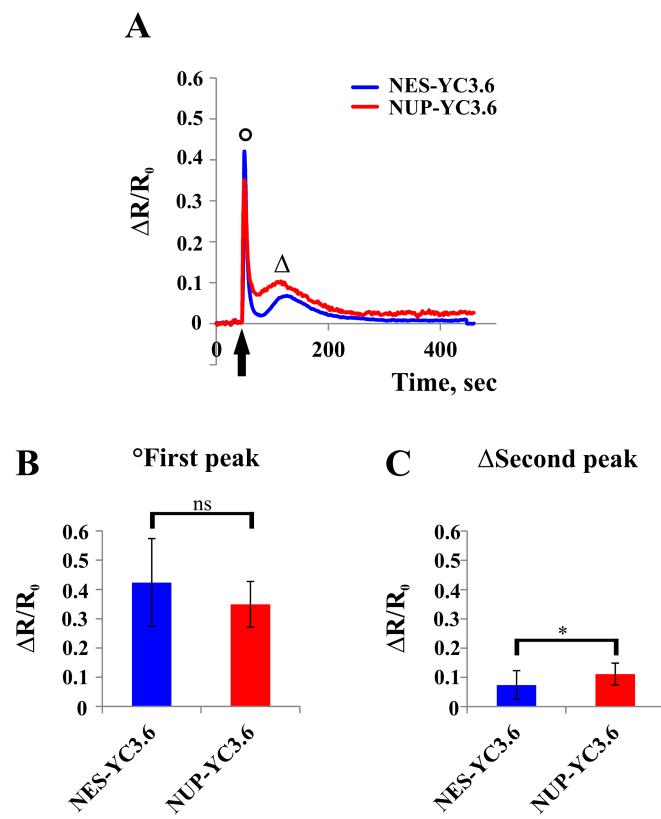 A
0.6
0.5
0.4
0.3
0.2
0.1
0
ΔR/R₀
NES-YC3.6
NUP-YC3.6
Δ
0 200 400
Time, sec
B °First peak
ns
0.6
0.5
0.4
0.3
0.2
0.1
0
ΔR/R₀
NES-YC3.6
NUP-YC3.6
C ΔSecond peak
*
0.6
0.5
0.4
0.3
0.2
0.1
0
ΔR/R₀
NES-YC3.6
NUP-YC3.6